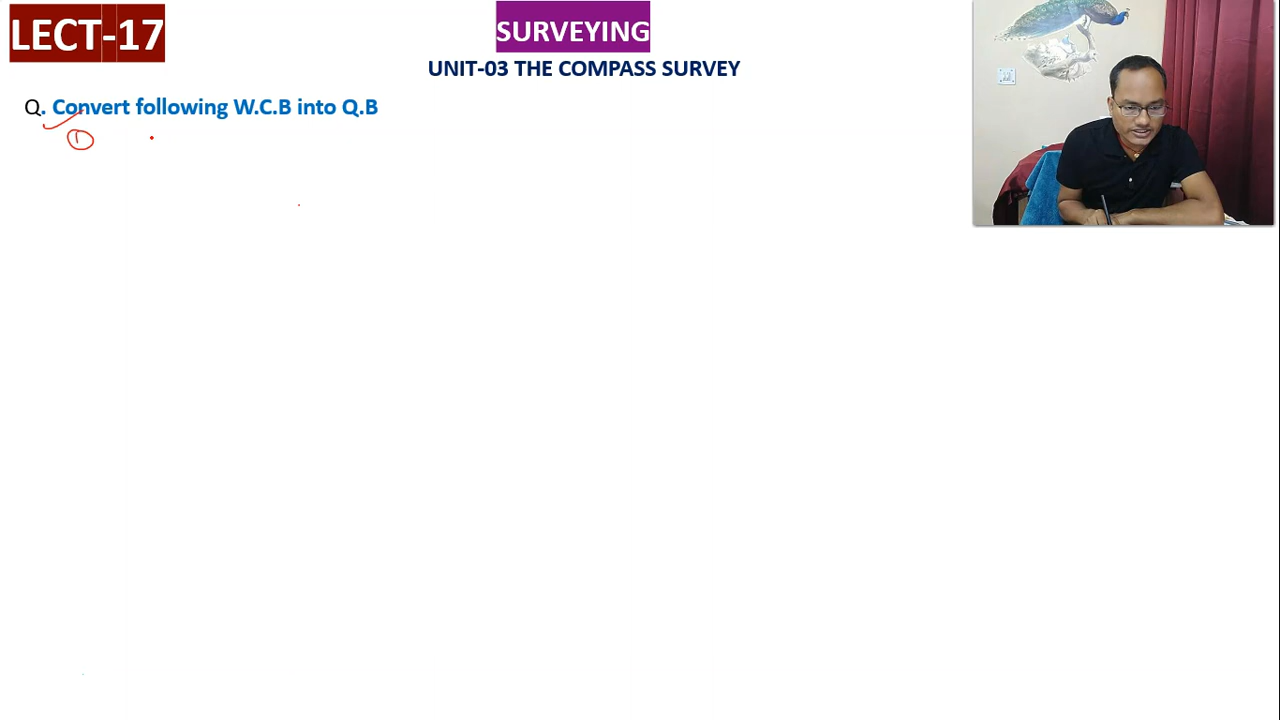 LECT-17
SURVEYING
UNIT-03 THE COMPASS SURVEY
Q. Convert following W.C.B into Q.B
①